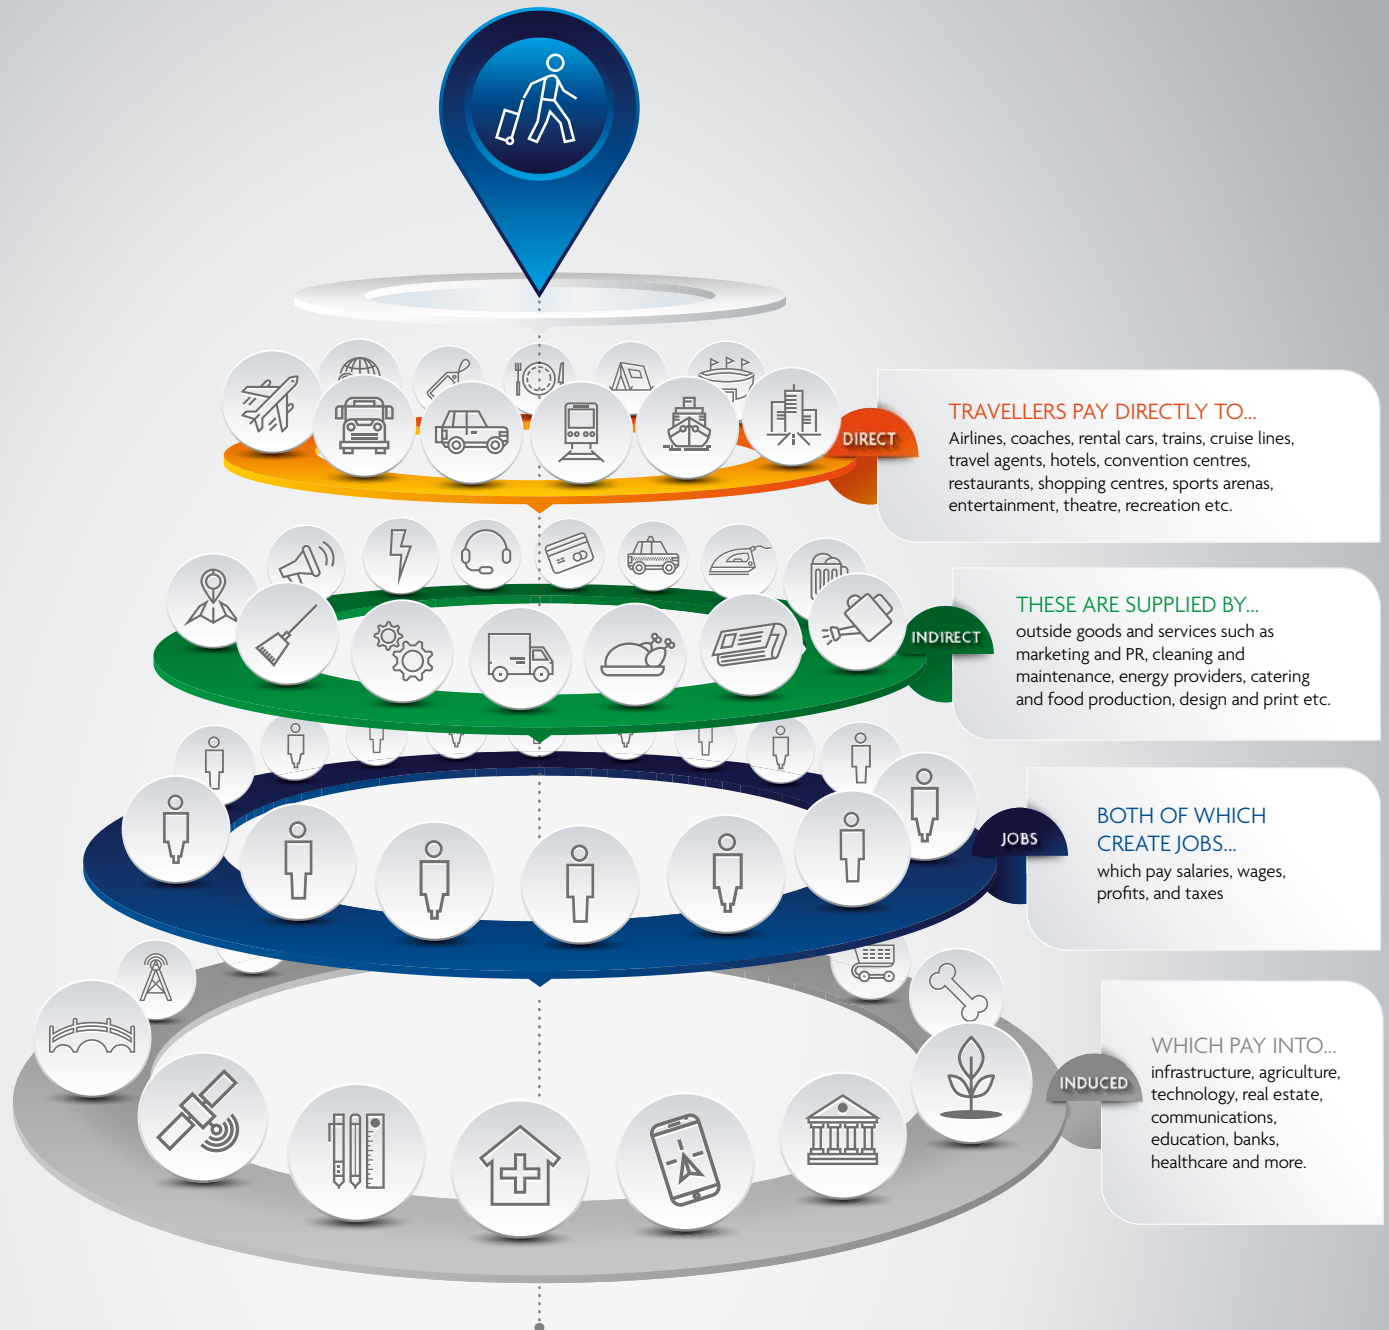 DIRECT
TRAVELLERS PAY DIRECTLY TO...
Airlines, coaches, rental cars, trains, cruise lines,
travel agents, hotels, convention centres,
restaurants, shopping centres, sports arenas,
entertainment, theatre, recreation etc.
INDIRECT
THESE ARE SUPPLIED BY...
outside goods and services such as
marketing and PR, cleaning and
maintenance, energy providers, catering
and food production, design and print etc.
JOBS
BOTH OF WHICH
CREATE JOBS...
which pay salaries, wages,
profits, and taxes
INDUCED
WHICH PAY INTO...
infrastructure, agriculture,
technology, real estate,
communications,
education, banks,
healthcare and more.